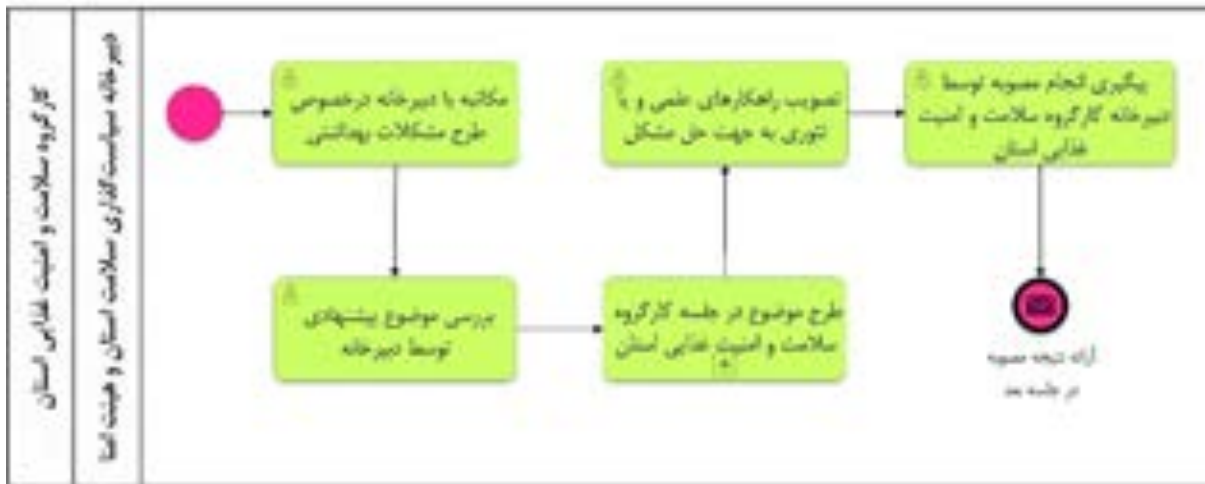 کارگروه سلامت و امنیت غذایی استان
دبیرخانه سیاست‌گذاری سلامت استان و هیئت امنا
مکاتبه با دبیرخانه درخصوص
طرح مشکلات بهداشتی
بررسی موضوع پیشنهادی
توسط دبیرخانه
طرح موضوع در جلسه کارگروه
سلامت و امنیت غذایی استان
تصویب راهکارهای علمی و یا
تئوری به جهت حل مشکل
پیگیری انجام مصوبه توسط
دبیرخانه کارگروه سلامت و امنیت
غذایی استان
ارائه نتیجه مصوبه
در جلسه بعد